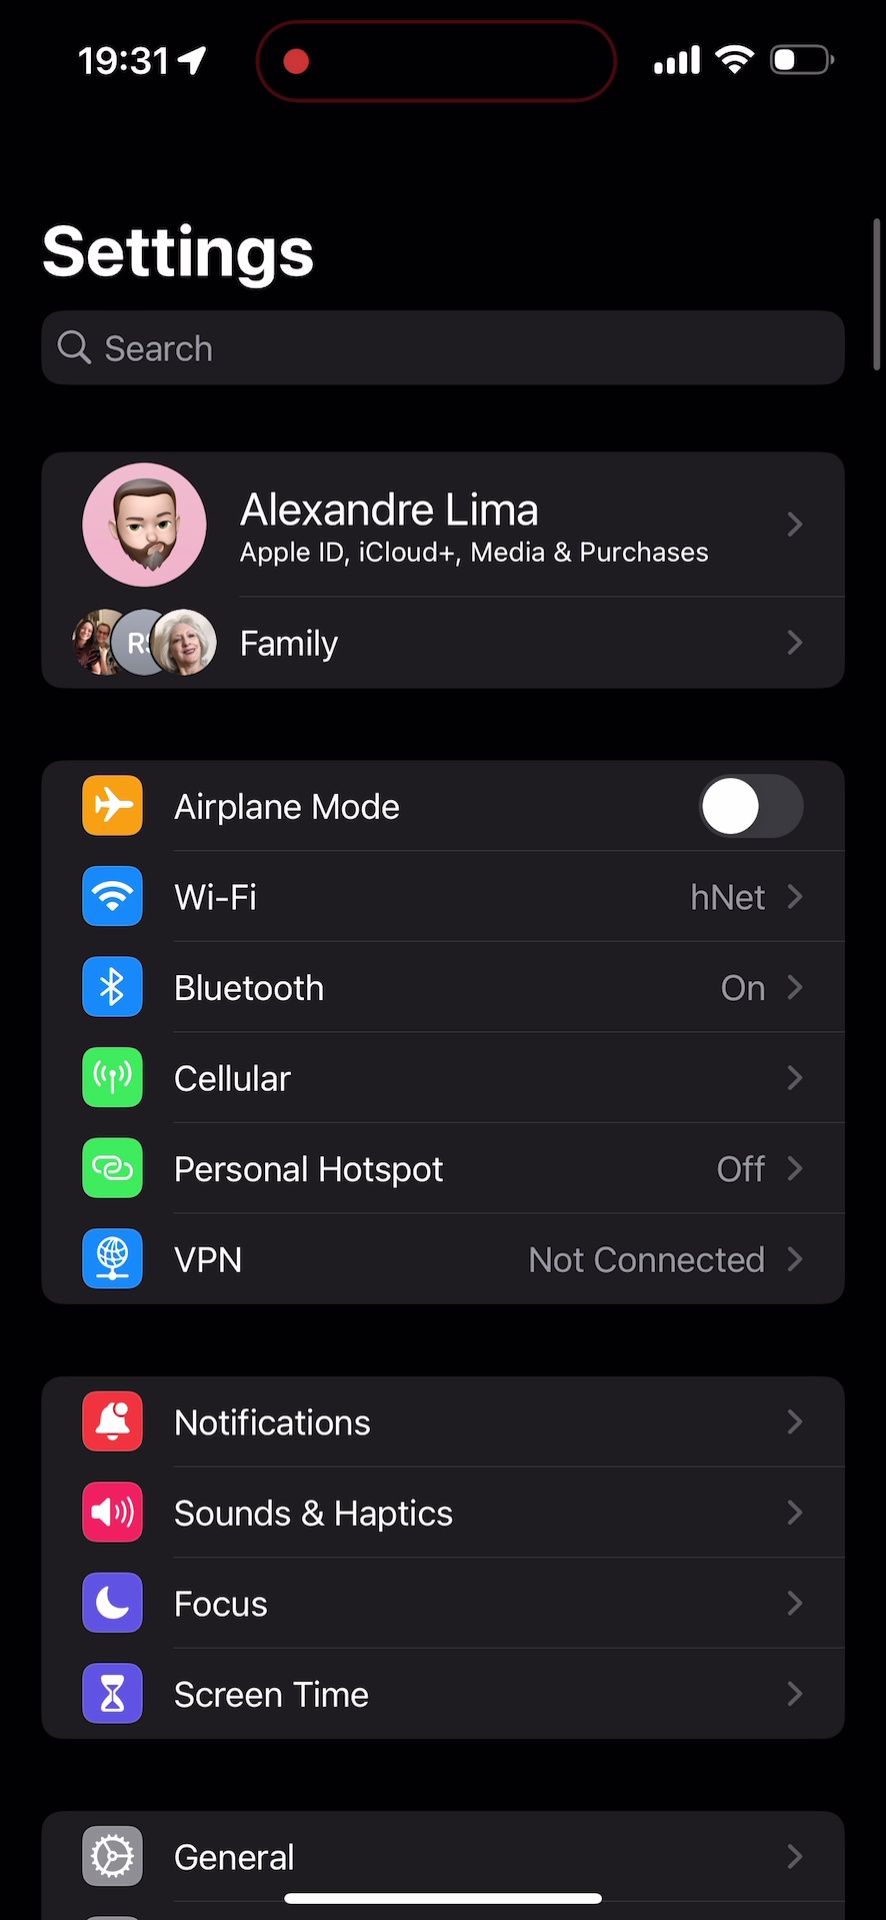 19:31
Settings
Search
Alexandre Lima
Apple ID, iCloud+, Media & Purchases
Family
Airplane Mode
Wi-Fi hNet
Bluetooth On
Cellular
Personal Hotspot Off
VPN Not Connected
Notifications
Sounds & Haptics
Focus
Screen Time
General